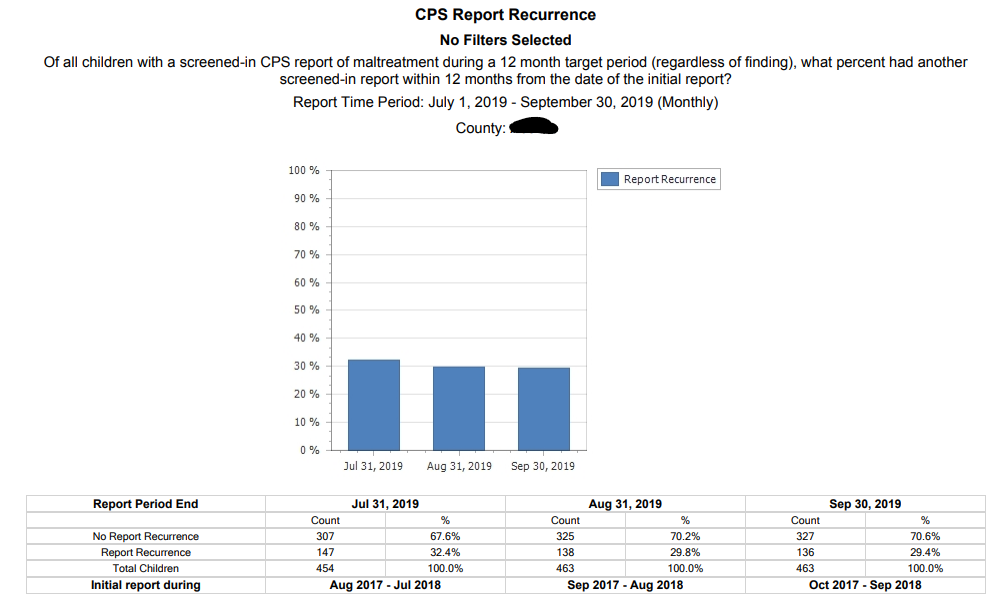 CPS Report Recurrence
No Filters Selected
Of all children with a screened-in CPS report of maltreatment during a 12 month target period (regardless of finding), what percent had another
screened-in report within 12 months from the date of the initial report?
Report Time Period: July 1, 2019 - September 30, 2019 (Monthly)
County:
100 %
Report Recurrence
90 %
80 %
70 %
60 %
50 %
40 %
30 %
20 %
10 %
0 %
Jul 31, 2019 Aug 31, 2019 Sep 30, 2019
Report Period End Jul 31, 2019 Aug 31, 2019 Sep 30, 2019
Count % Count % Count %
No Report Recurrence 307 67.6% 325 70.2% 327 70.6%
Report Recurrence 147 32.4% 138 29.8% 136 29.4%
Total Children 454 100.0% 463 100.0% 463 100.0%
Initial report during Aug 2017 - Jul 2018 Sep 2017 - Aug 2018 Oct 2017 - Sep 2018